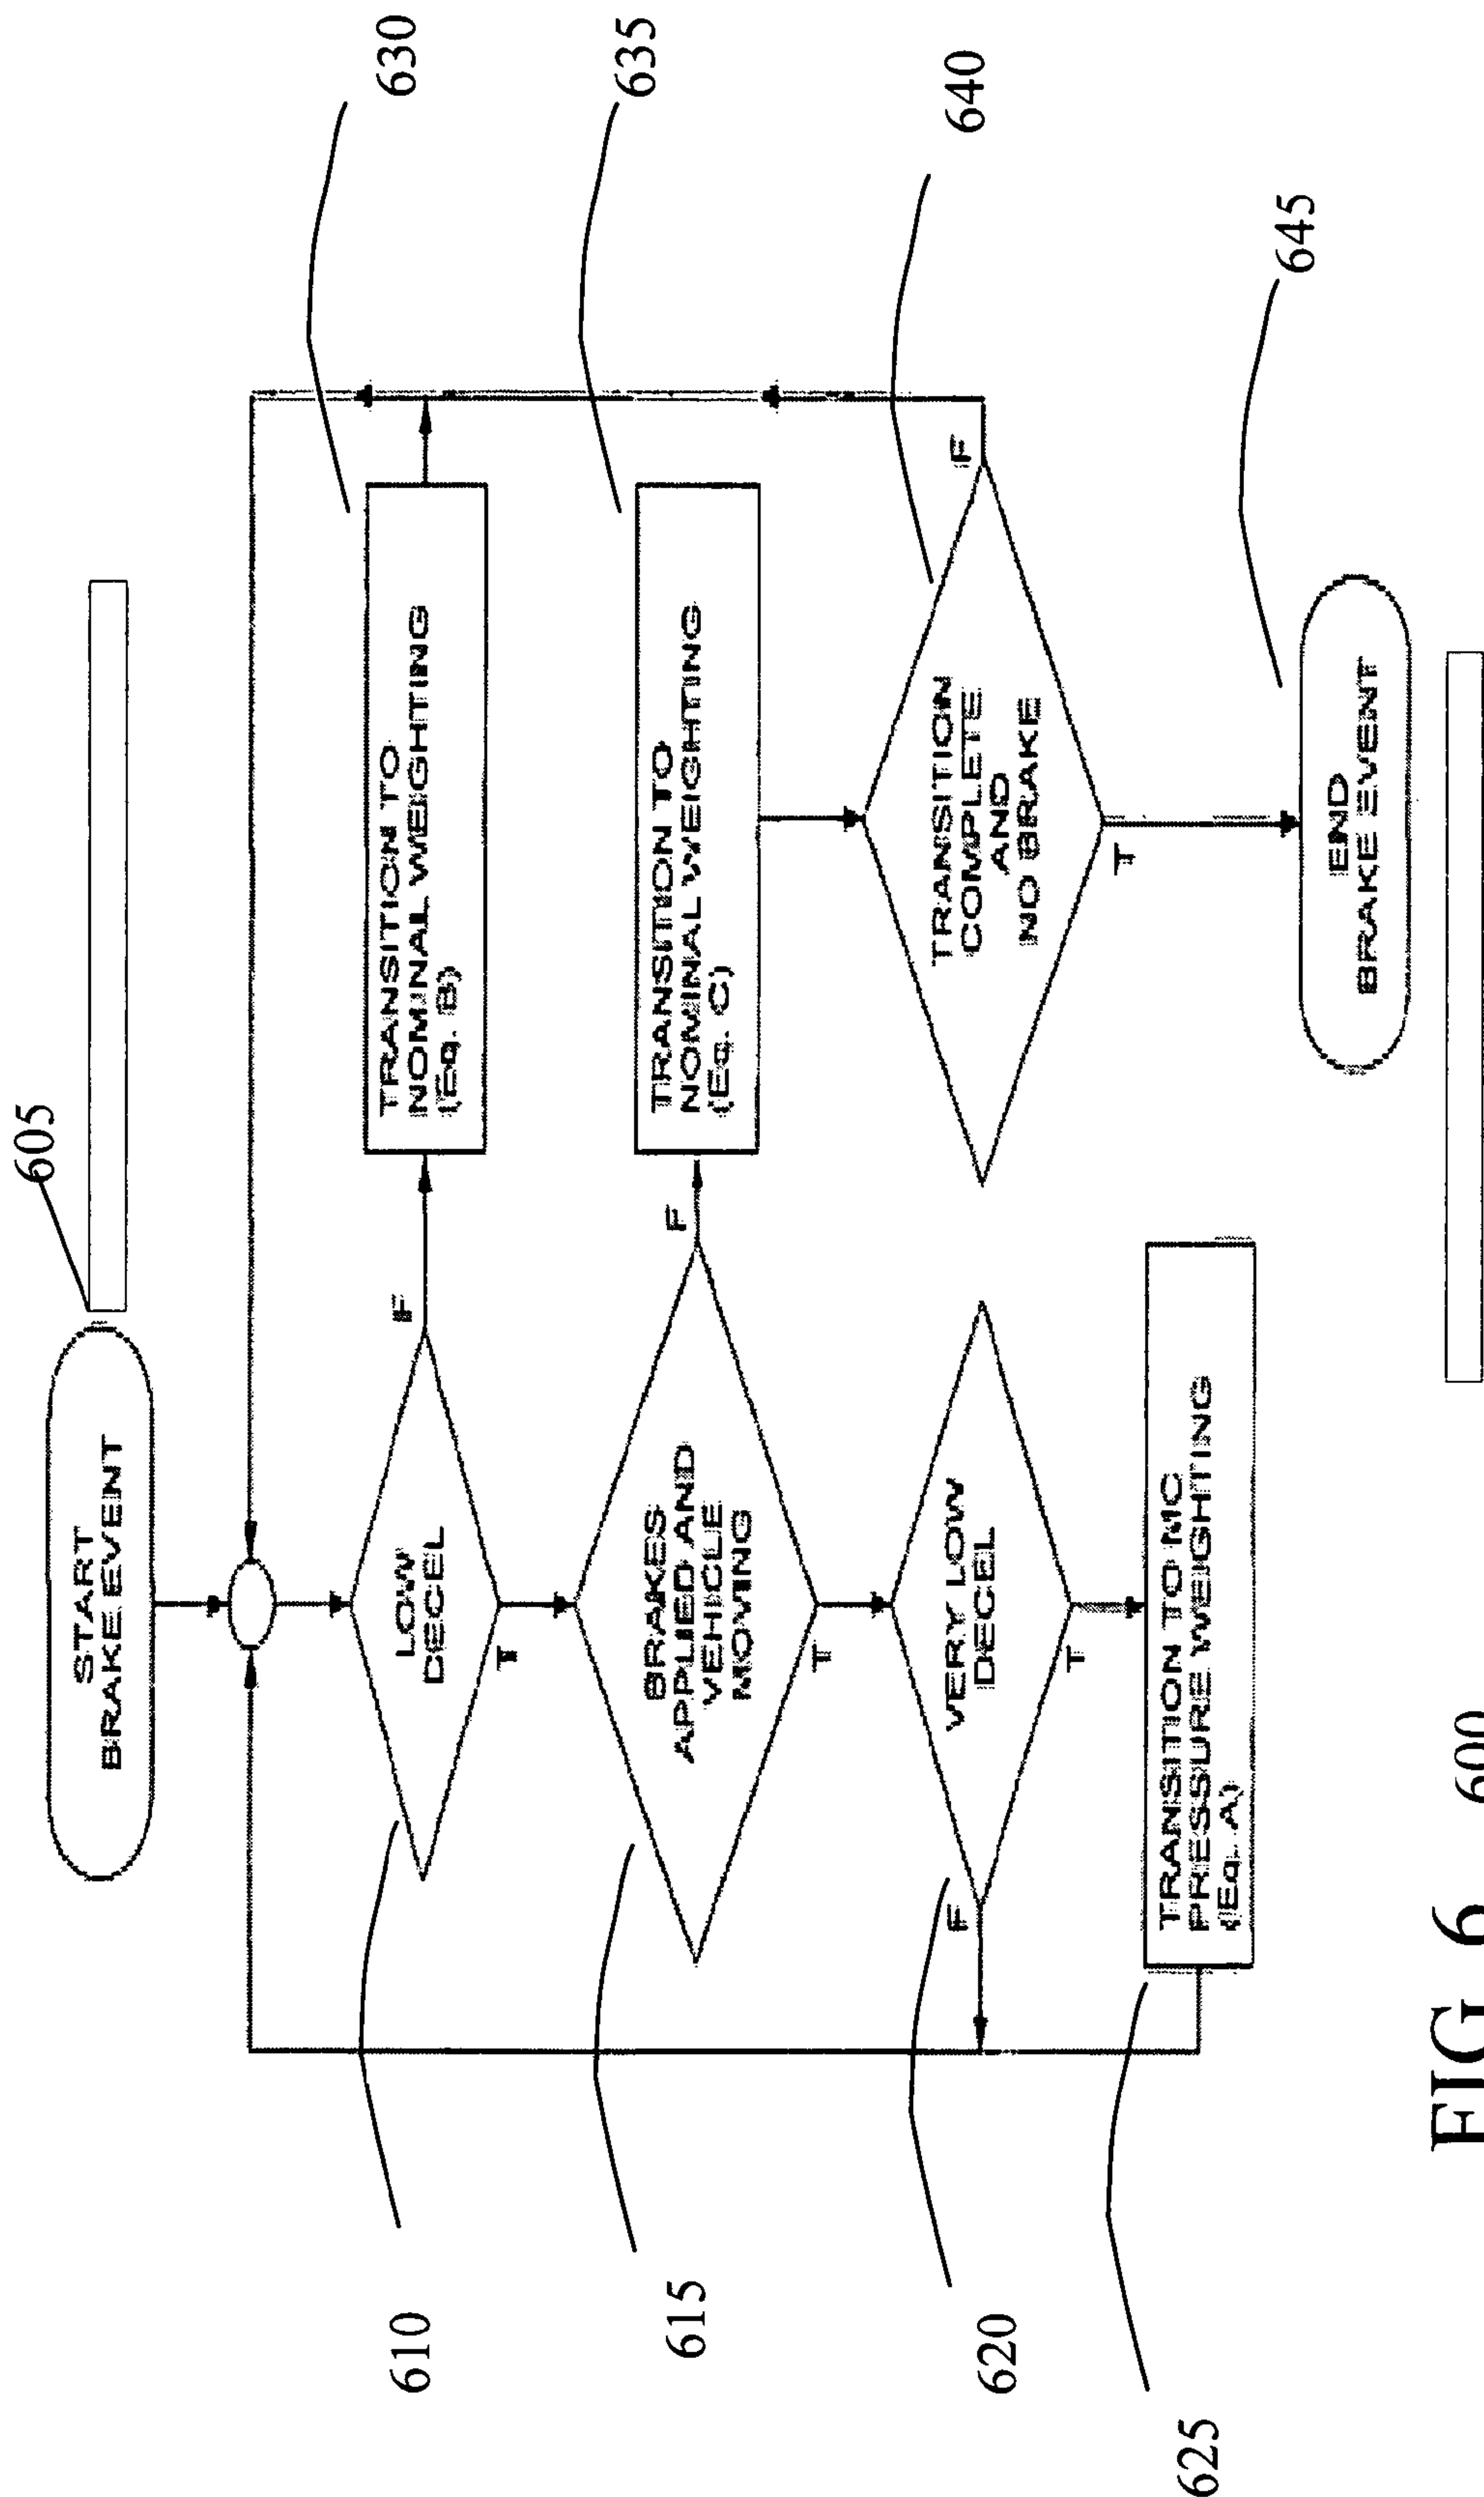 605
START
BRAKE EVENT
610
LOW
DECEL
F
T
TRANSITION TO
NOMINAL WEIGHTING
(Eq. B)
630
615
BRAKES
APPLIED AND
VEHICLE
MOVING
F
T
TRANSITION TO
NOMINAL WEIGHTING
(Eq. C)
635
620
VERY LOW
DECEL
F
T
TRANSITION
COMPLETE
AND
NO BRAKE
F
T
640
625
TRANSITION TO MC
PRESSURE WEIGHTING
(Eq. A)
END
BRAKE EVENT
645
FIG 6 600